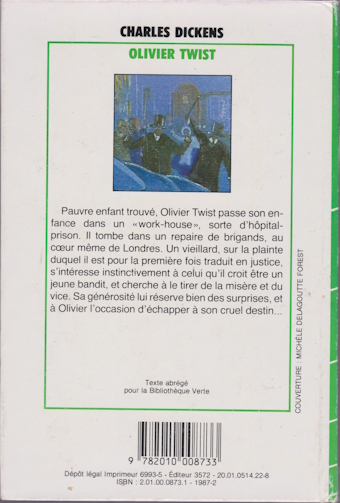 CHARLES DICKENS
OLIVIER TWIST
Pauvre enfant trouvé, Olivier Twist passe son en-
fance dans un «work-house», sorte d'hôpital-
prison. Il tombe dans un repaire de brigands, au
cœur même de Londres. Un vieillard, sur la plainte
duquel il est pour la première fois traduit en justice,
s'intéresse instinctivement à celui qu'il croit être un
jeune bandit, et cherche à le tirer de la misère et du
vice. Sa générosité lui réserve bien des surprises, et
à Olivier l'occasion d'échapper à son cruel destin...
COUVERTURE : MICHÈLE DELAGOUTTE FOREST
Texte abrégé
pour la Bibliothèque Verte
9 782010 008733
Dépôt légal Imprimeur 6993-5 - Éditeur 3572 - 20.01.0514.22-8
ISBN : 2.01.00.0873.1 - 1987-2